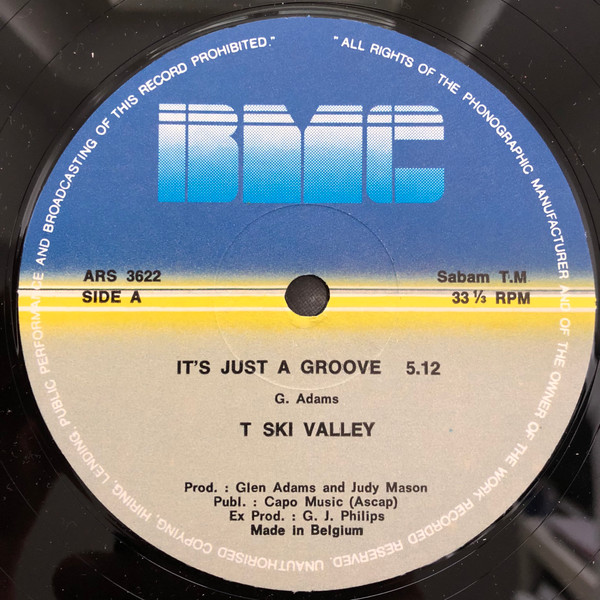 "ALL RIGHTS OF THE PHONOGRAPHIC MANUFACTURER AND OF THE OWNER OF THE WORK RECORDED RESERVED. UNAUTHORISED COPYING, HIRING, LENDING, PUBLIC PERFORMANCE AND BROADCASTING OF THIS RECORD PROHIBITED."
BMC
ARS 3622
SIDE A
Sabam T.M
33 ⅓ RPM
IT'S JUST A GROOVE 5.12
G. Adams
T SKI VALLEY
Prod. : Glen Adams and Judy Mason
Publ. : Capo Music (Ascap)
Ex Prod. : G. J. Philips
Made in Belgium